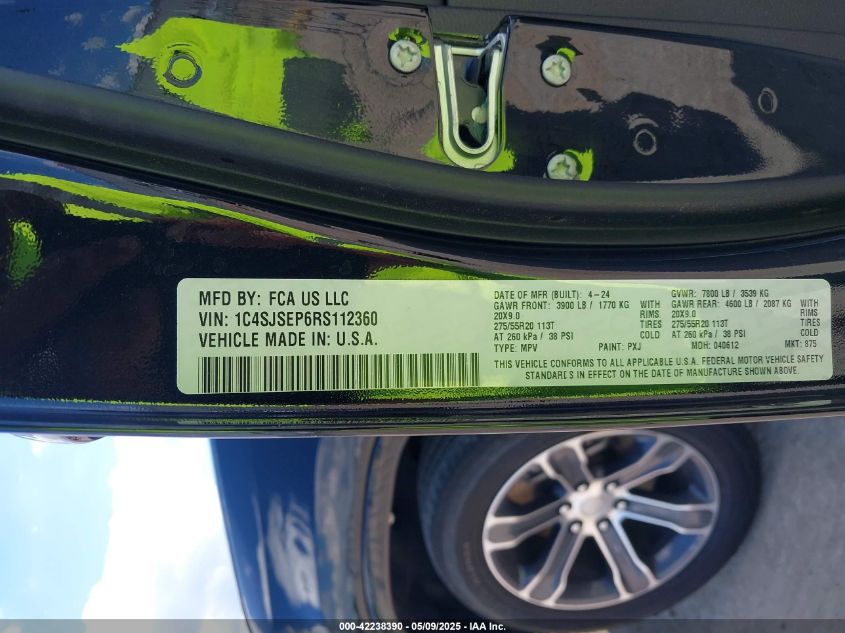 MFD BY: FCA US LLC
VIN: 1C4SJSEP6RS112360
VEHICLE MADE IN: U.S.A.
DATE OF MFR (BUILT): 4-24 GVWR: 7800 LB / 3539 KG
GAWR FRONT: 3900 LB / 1770 KG WITH GAWR REAR: 4600 LB / 2087 KG WITH
20X9.0 RIMS 20X9.0 RIMS
275/55R20 113T TIRES 275/55R20 113T TIRES
AT 260 kPa / 38 PSI COLD AT 260 kPa / 38 PSI COLD
TYPE: MPV PAINT: PXJ MDH: 040612 MKT: 875
THIS VEHICLE CONFORMS TO ALL APPLICABLE U.S.A. FEDERAL MOTOR VEHICLE SAFETY
STANDARDS IN EFFECT ON THE DATE OF MANUFACTURE SHOWN ABOVE.
000-42238390 - 05/09/2025 - IAA Inc.